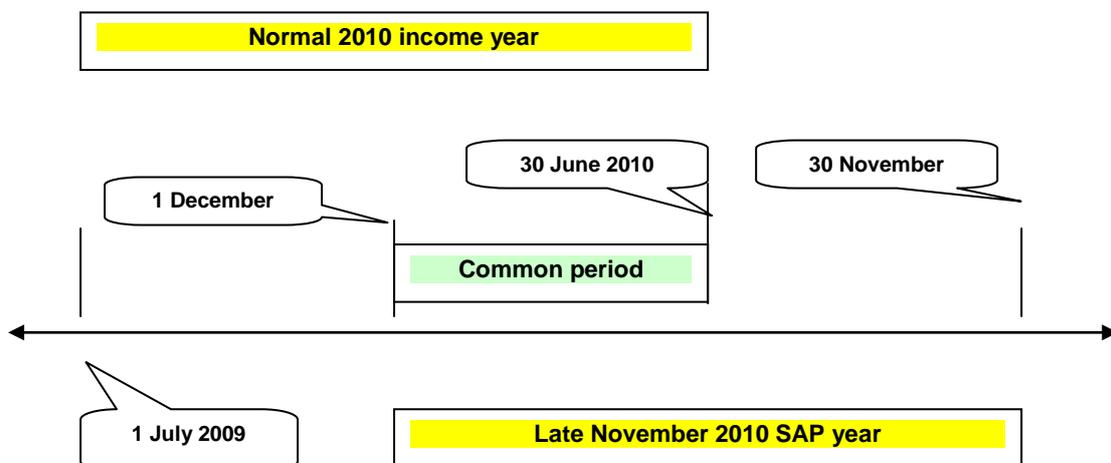 Normal 2010 income year
30 June 2010
30 November
1 December
Common period
1 July 2009
Late November 2010 SAP year